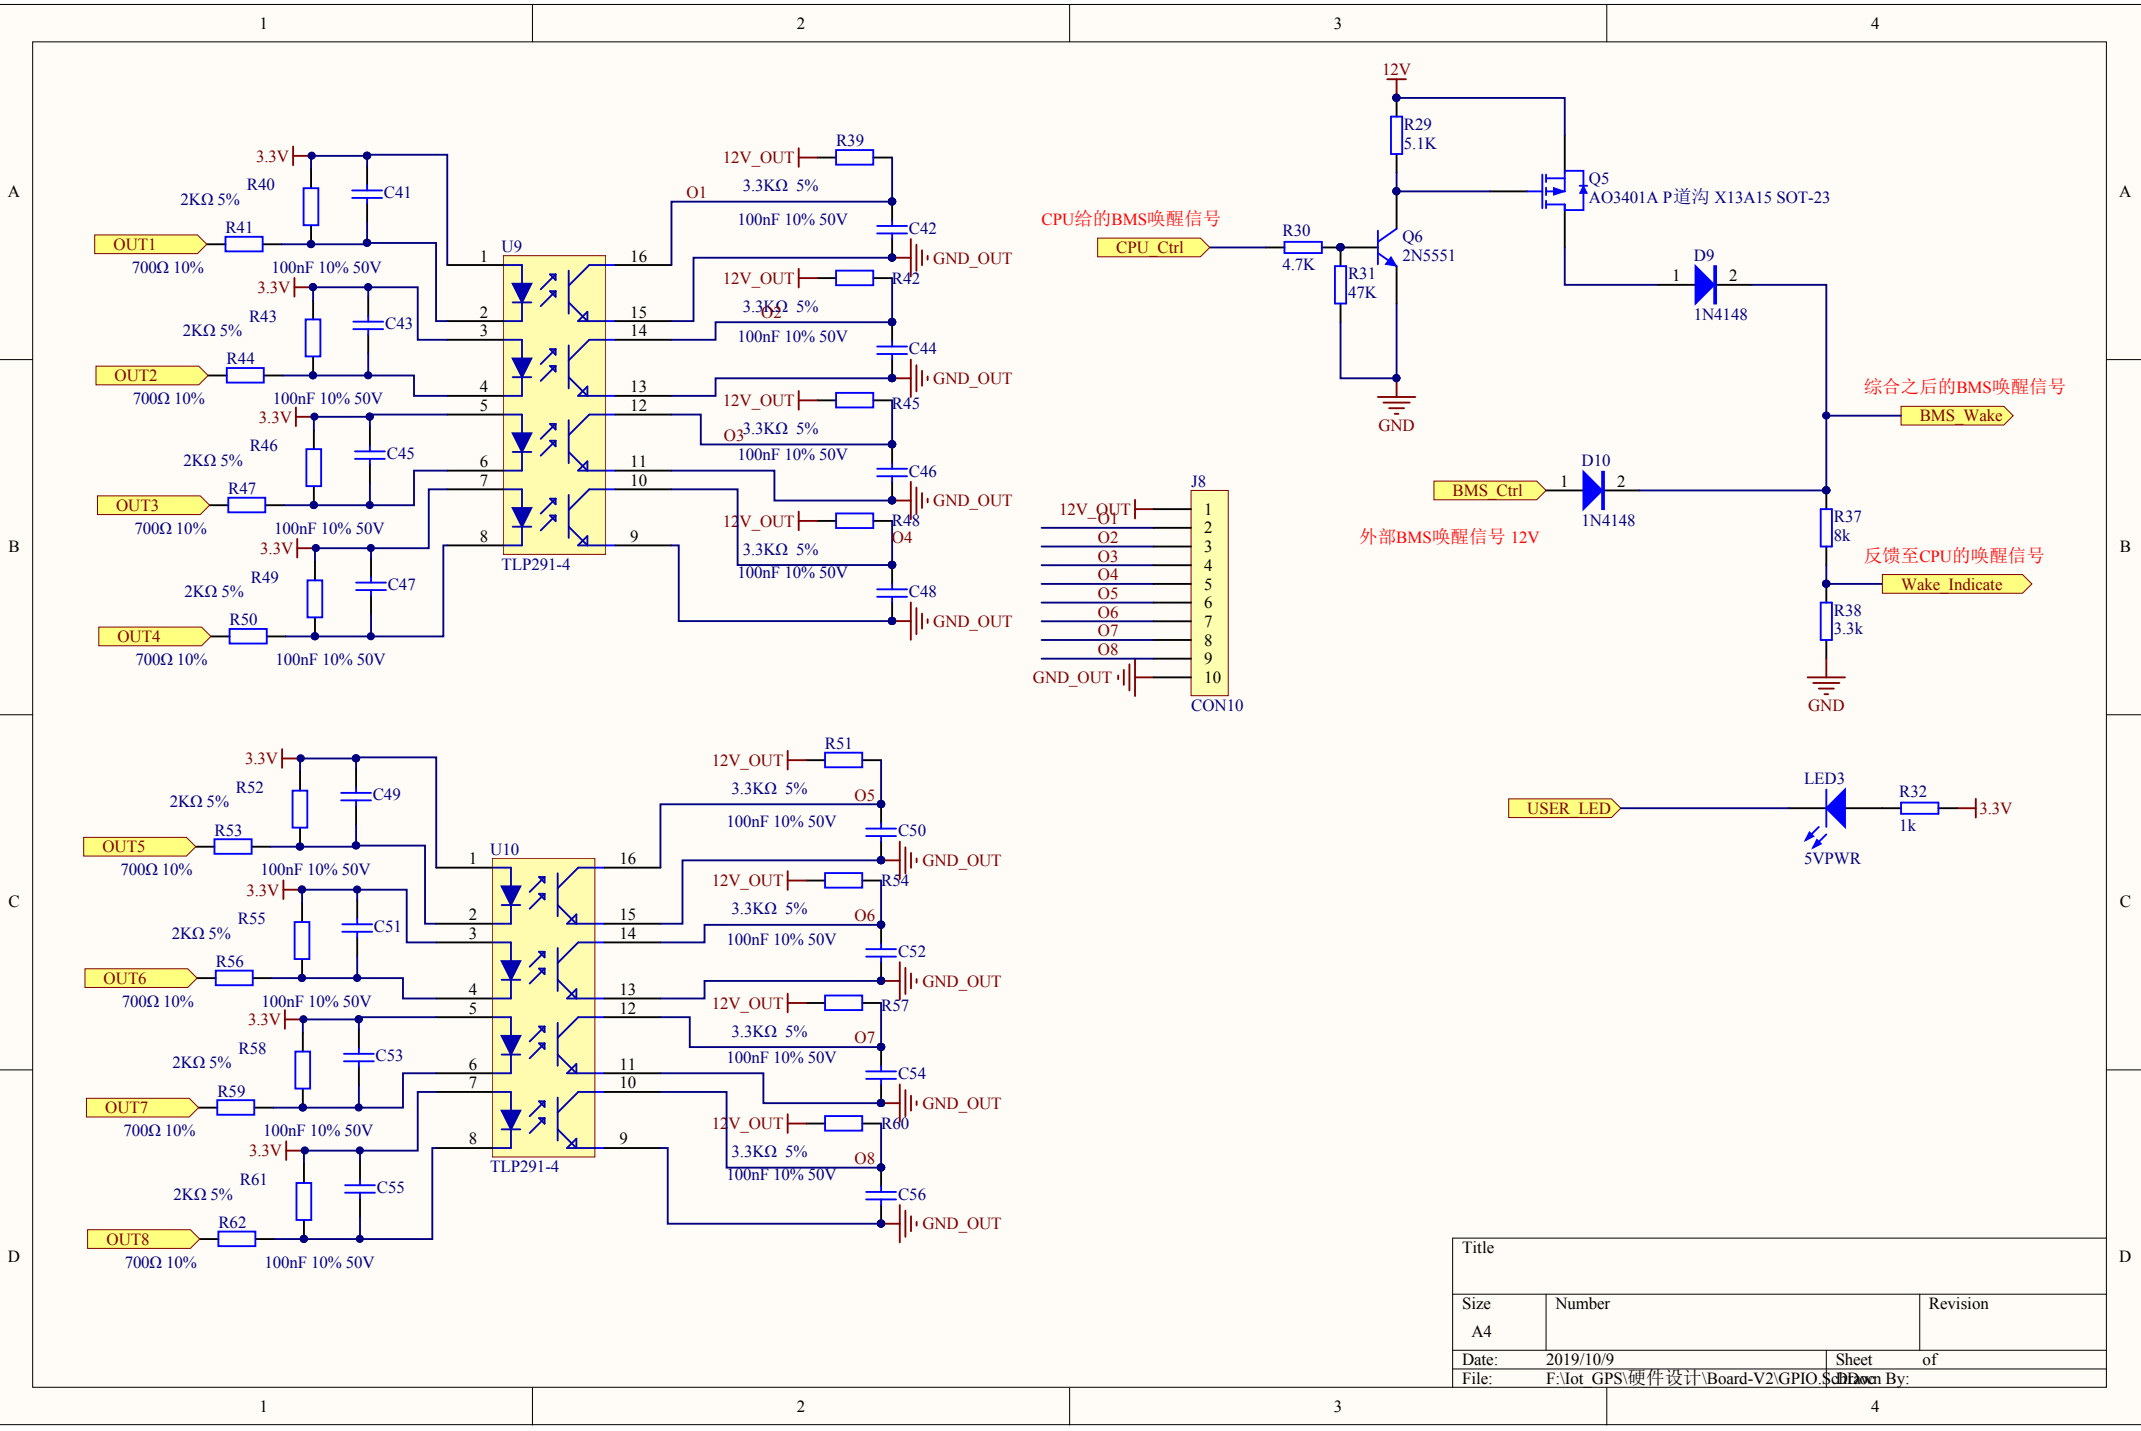 1 2 3 4
A A
B B
C C
D D
1 2 3 4
3.3V
R40
2KΩ 5%
C41
R41
OUT1
700Ω 10%
100nF 10% 50V
3.3V
R43
2KΩ 5%
C43
R44
OUT2
700Ω 10%
100nF 10% 50V
3.3V
R46
2KΩ 5%
C45
R47
OUT3
700Ω 10%
100nF 10% 50V
3.3V
R49
2KΩ 5%
C47
R50
OUT4
700Ω 10%
100nF 10% 50V
U9
1 16
2 15
3 14
4 13
5 12
6 11
7 10
8 9
TLP291-4
R39
12V_OUT
3.3KΩ 5%
O1
100nF 10% 50V
C42
GND_OUT
12V_OUT
R42
3.3KΩ 5%
O2
100nF 10% 50V
C44
GND_OUT
12V_OUT
R45
3.3KΩ 5%
O3
100nF 10% 50V
C46
GND_OUT
12V_OUT
R48
O4
3.3KΩ 5%
100nF 10% 50V
C48
GND_OUT
3.3V
R52
2KΩ 5%
C49
R53
OUT5
700Ω 10%
100nF 10% 50V
3.3V
R55
2KΩ 5%
C51
R56
OUT6
700Ω 10%
100nF 10% 50V
3.3V
R58
2KΩ 5%
C53
R59
OUT7
700Ω 10%
100nF 10% 50V
3.3V
R61
2KΩ 5%
C55
R62
OUT8
700Ω 10%
100nF 10% 50V
U10
1 16
2 15
3 14
4 13
5 12
6 11
7 10
8 9
TLP291-4
R51
12V_OUT
3.3KΩ 5%
O5
100nF 10% 50V
C50
GND_OUT
12V_OUT
R54
3.3KΩ 5%
O6
100nF 10% 50V
C52
GND_OUT
12V_OUT
R57
3.3KΩ 5%
O7
100nF 10% 50V
C54
GND_OUT
12V_OUT
R60
3.3KΩ 5%
O8
100nF 10% 50V
C56
GND_OUT
J8
12V_OUT 1
O1 2
O2 3
O3 4
O4 5
O5 6
O6 7
O7 8
O8 9
GND_OUT 10
CON10
12V
R29
5.1K
Q5
AO3401A P道沟 X13A15 SOT-23
CPU给的BMS唤醒信号
CPU_Ctrl
R30
4.7K
Q6
2N5551
R31
47K
GND
D9
1 2
1N4148
综合之后的BMS唤醒信号
BMS_Wake
D10
BMS_Ctrl
1 2
1N4148
外部BMS唤醒信号 12V
R37
8k
反馈至CPU的唤醒信号
Wake_Indicate
R38
3.3k
GND
LED3
USER_LED
R32
3.3V
1k
5VPWR
Title
Size Number Revision
A4
Date: 2019/10/9 Sheet of
File: F:\Iot_GPS\硬件设计\Board-V2\GPIO.SchDoc Drawn By: